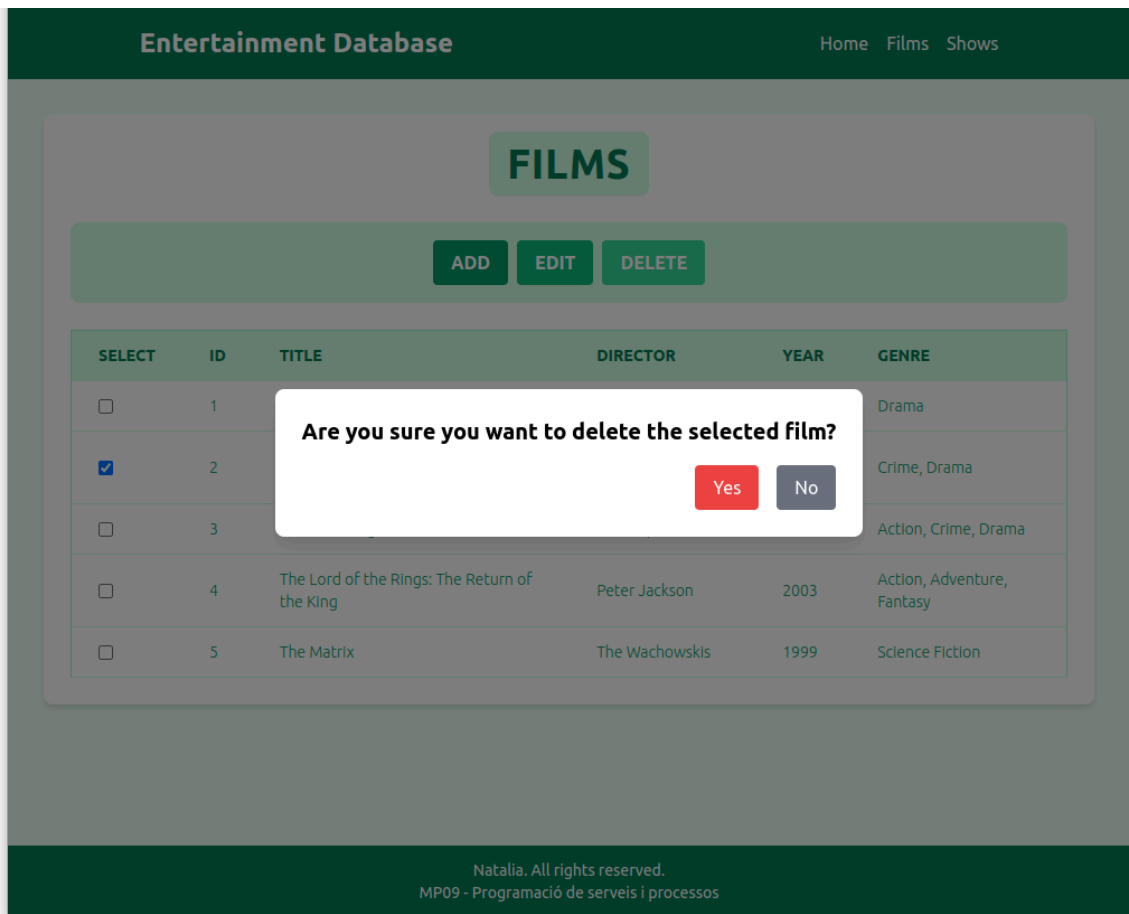 Entertainment Database
Home Films Shows
FILMS
ADD EDIT DELETE
SELECT ID TITLE DIRECTOR YEAR GENRE
1 Drama
Are you sure you want to delete the selected film?
2 Crime, Drama
Yes No
3 Action, Crime, Drama
4 The Lord of the Rings: The Return of the King Peter Jackson 2003 Action, Adventure, Fantasy
5 The Matrix The Wachowskis 1999 Science Fiction
Natalia. All rights reserved.
MP09 - Programació de serveis i processos